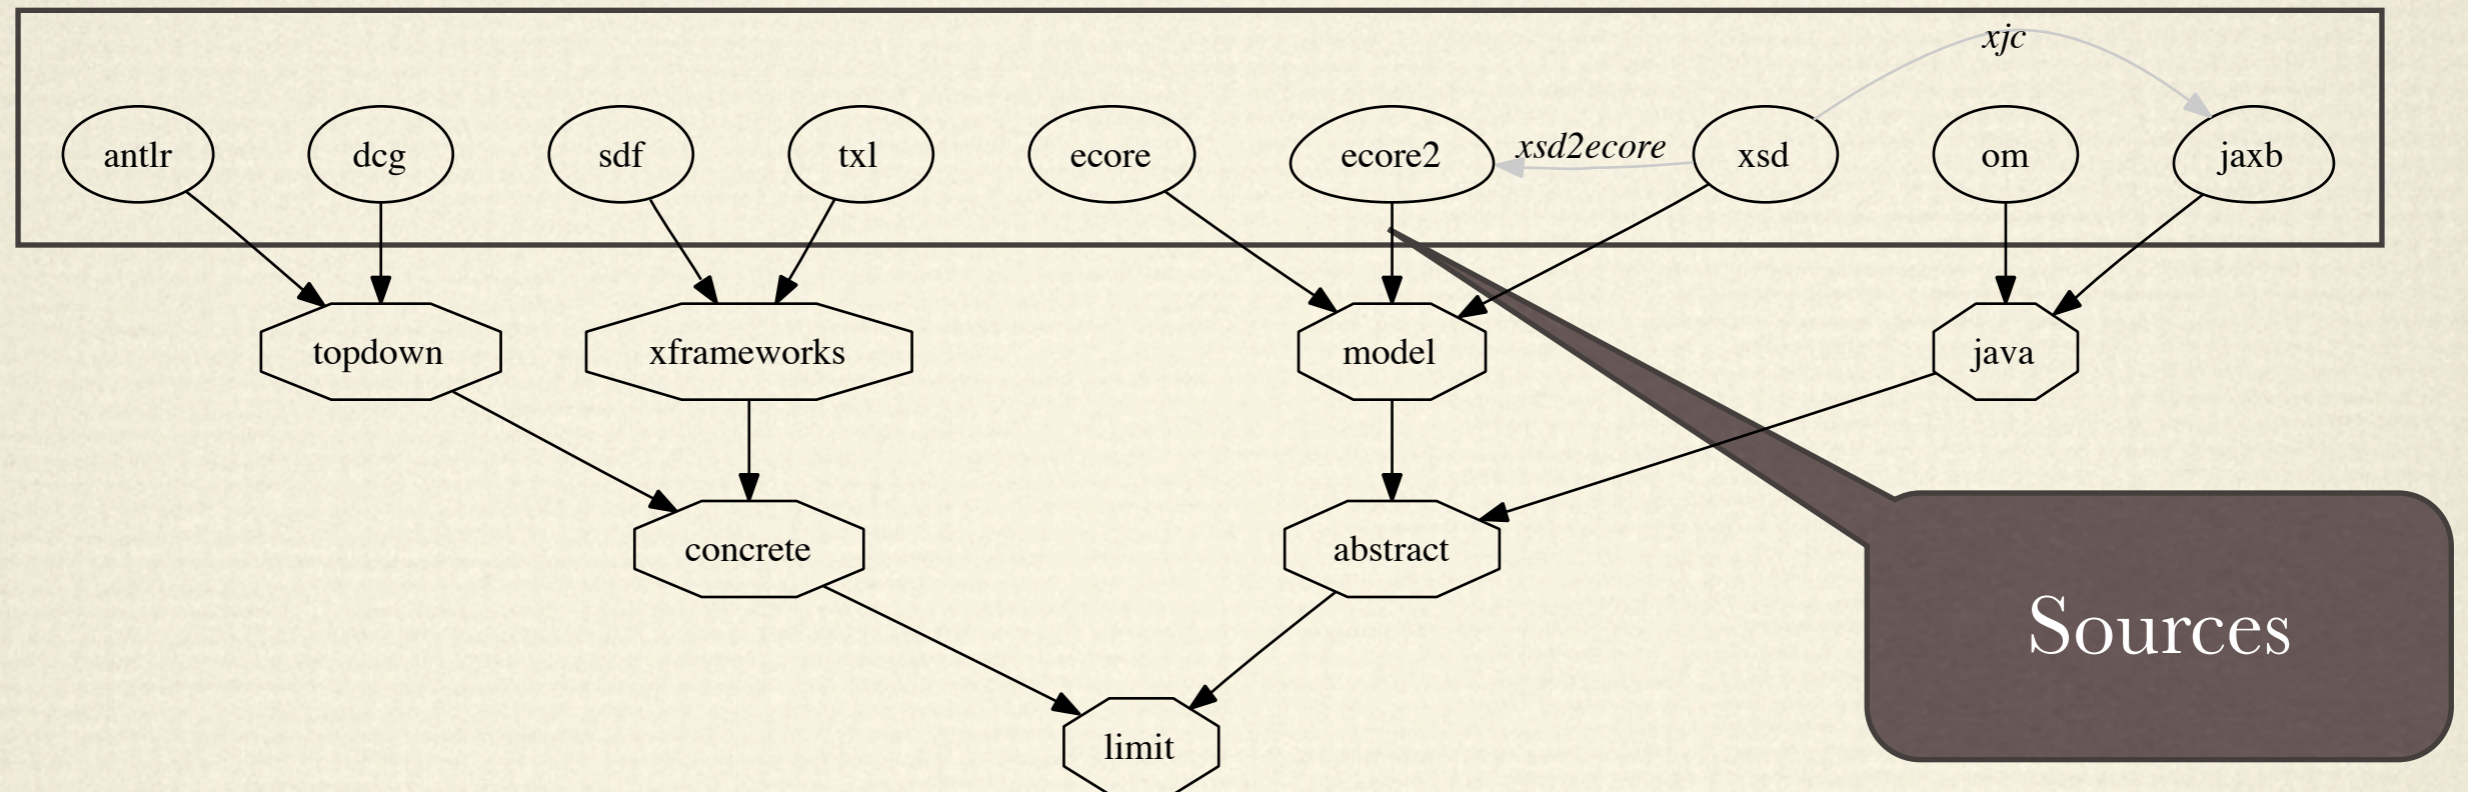 xjc
antlr
dcg
sdf
txl
ecore
ecore2
xsd2ecore
xsd
om
jaxb
topdown
xframeworks
model
java
concrete
abstract
Sources
limit